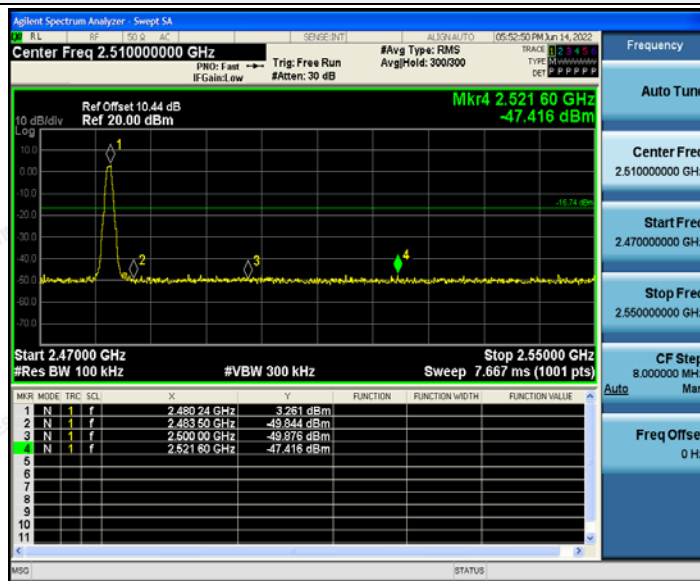 Agilent Spectrum Analyzer - Swept SA
RL RF 50 Ω AC SENSE:INT ALIGN AUTO 05:52:50 PM Jun 14, 2022
Center Freq 2.510000000 GHz
PNO: Fast
IFGain:Low
Trig: Free Run
#Atten: 30 dB
#Avg Type: RMS
Avg|Hold: 300/300
TRACE 1 2 3 4 5 6
TYPE M W W W W W
DET P P P P P P
Frequency
Auto Tune
Center Freq
2.510000000 GHz
Start Freq
2.470000000 GHz
Stop Freq
2.550000000 GHz
CF Step
8.000000 MHz
Auto Man
Freq Offset
0 Hz
Mkr4 2.521 60 GHz
-47.416 dBm
Ref Offset 10.44 dB
10 dB/div Ref 20.00 dBm
Log
10.0
0.00
-10.0
-20.0
-30.0
-40.0
-50.0
-60.0
-70.0
1
2
3
4
-16.74 dBm
Start 2.47000 GHz Stop 2.55000 GHz
#Res BW 100 kHz #VBW 300 kHz Sweep 7.667 ms (1001 pts)
MKR MODE TRC SCL X Y FUNCTION FUNCTION WIDTH FUNCTION VALUE
1 N 1 f 2.480 24 GHz 3.261 dBm
2 N 1 f 2.483 50 GHz -49.844 dBm
3 N 1 f 2.500 00 GHz -49.876 dBm
4 N 1 f 2.521 60 GHz -47.416 dBm
5
6
7
8
9
10
11
MSG STATUS